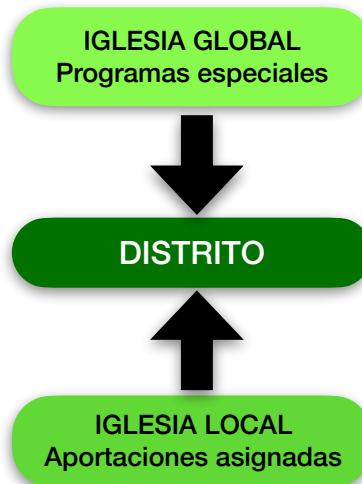 IGLESIA GLOBAL
Programas especiales
DISTRITO
IGLESIA LOCAL
Aportaciones asignadas